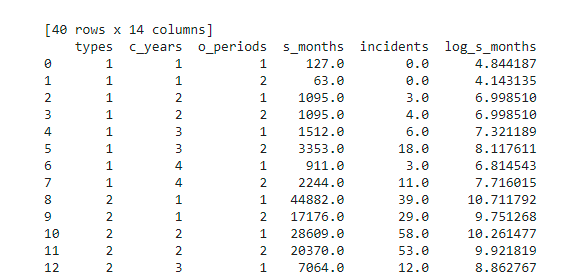 [40 rows x 14 columns]
types c_years o_periods s_months incidents log_s_months
0 1 1 1 127.0 0.0 4.844187
1 1 1 2 63.0 0.0 4.143135
2 1 2 1 1095.0 3.0 6.998510
3 1 2 2 1095.0 4.0 6.998510
4 1 3 1 1512.0 6.0 7.321189
5 1 3 2 3353.0 18.0 8.117611
6 1 4 1 911.0 3.0 6.814543
7 1 4 2 2244.0 11.0 7.716015
8 2 1 1 44882.0 39.0 10.711792
9 2 1 2 17176.0 29.0 9.751268
10 2 2 1 28609.0 58.0 10.261477
11 2 2 2 20370.0 53.0 9.921819
12 2 3 1 7064.0 12.0 8.862767